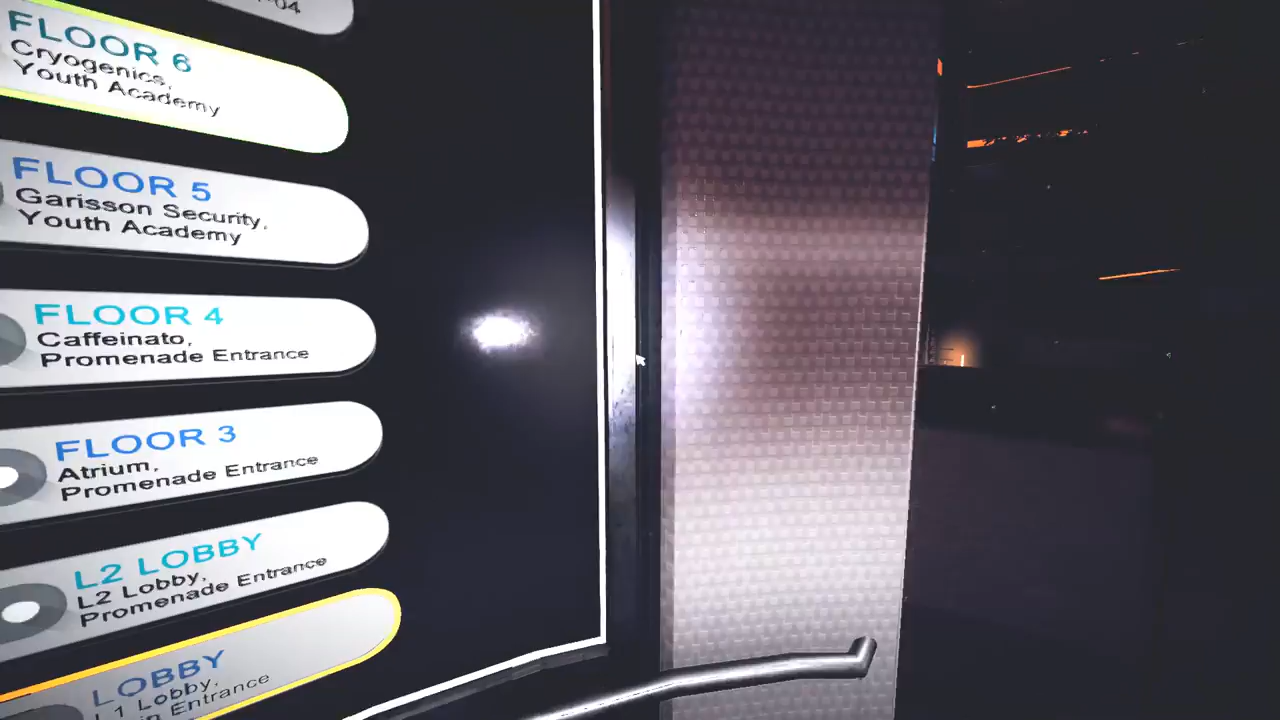 FLOOR 6
Cryogenics,
Youth Academy
FLOOR 5
Garisson Security,
Youth Academy
FLOOR 4
Caffeinato,
Promenade Entrance
FLOOR 3
Atrium,
Promenade Entrance
L2 LOBBY
L2 Lobby,
Promenade Entrance
LOBBY
L1 Lobby,
Entrance